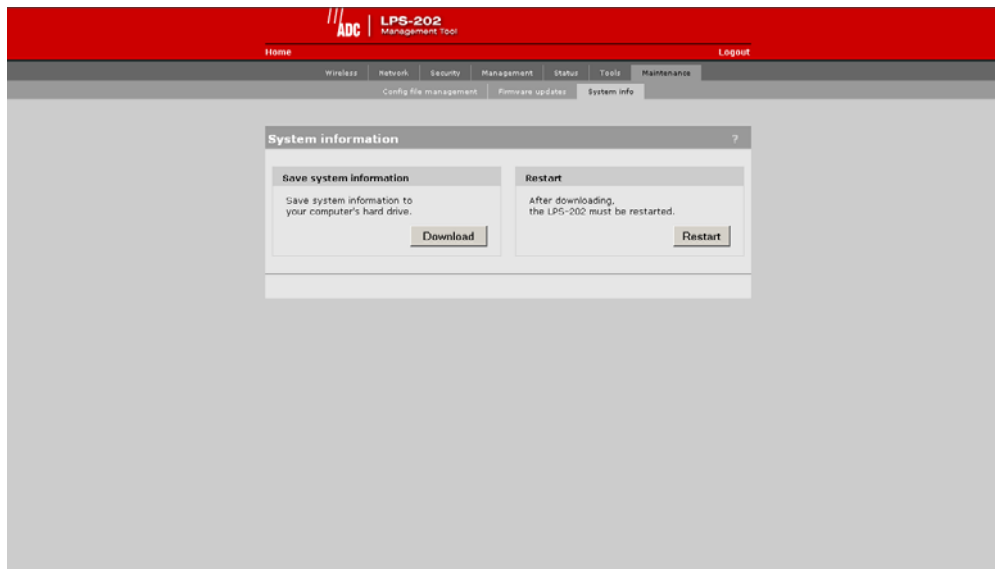 ADC
LPS-202
Management Tool
Home
Logout
Wireless Network Security Management Status Tools Maintenance
Config file management Firmware updates System info
System information ?
Save system information
Save system information to
your computer's hard drive.
Download
Restart
After downloading,
the LPS-202 must be restarted.
Restart